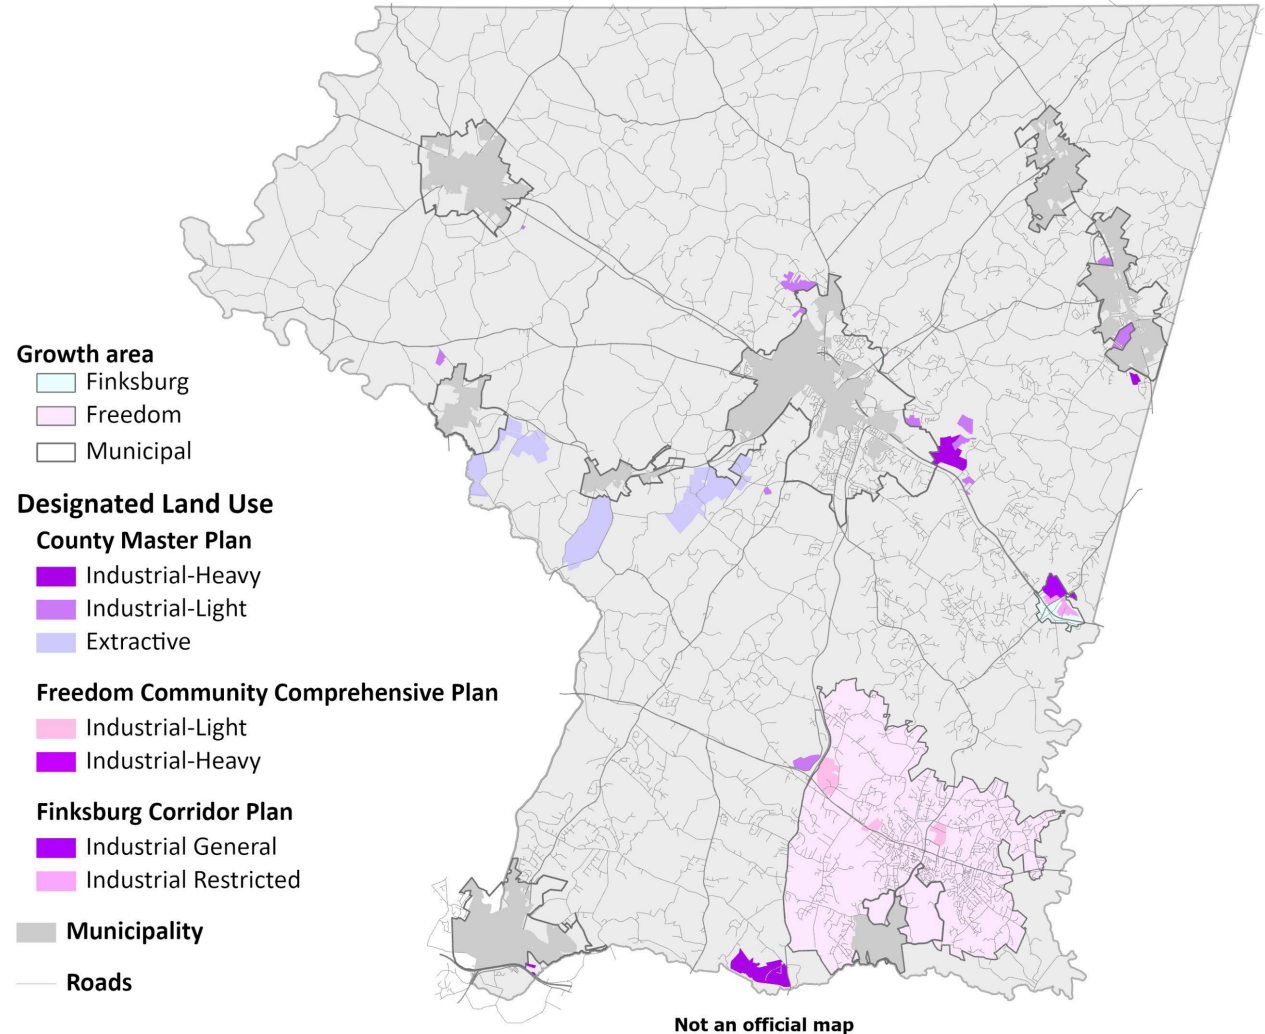 Growth area
Finksburg
Freedom
Municipal
Designated Land Use
County Master Plan
Industrial-Heavy
Industrial-Light
Extractive
Freedom Community Comprehensive Plan
Industrial-Light
Industrial-Heavy
Finksburg Corridor Plan
Industrial General
Industrial Restricted
Municipality
Roads
Not an official map